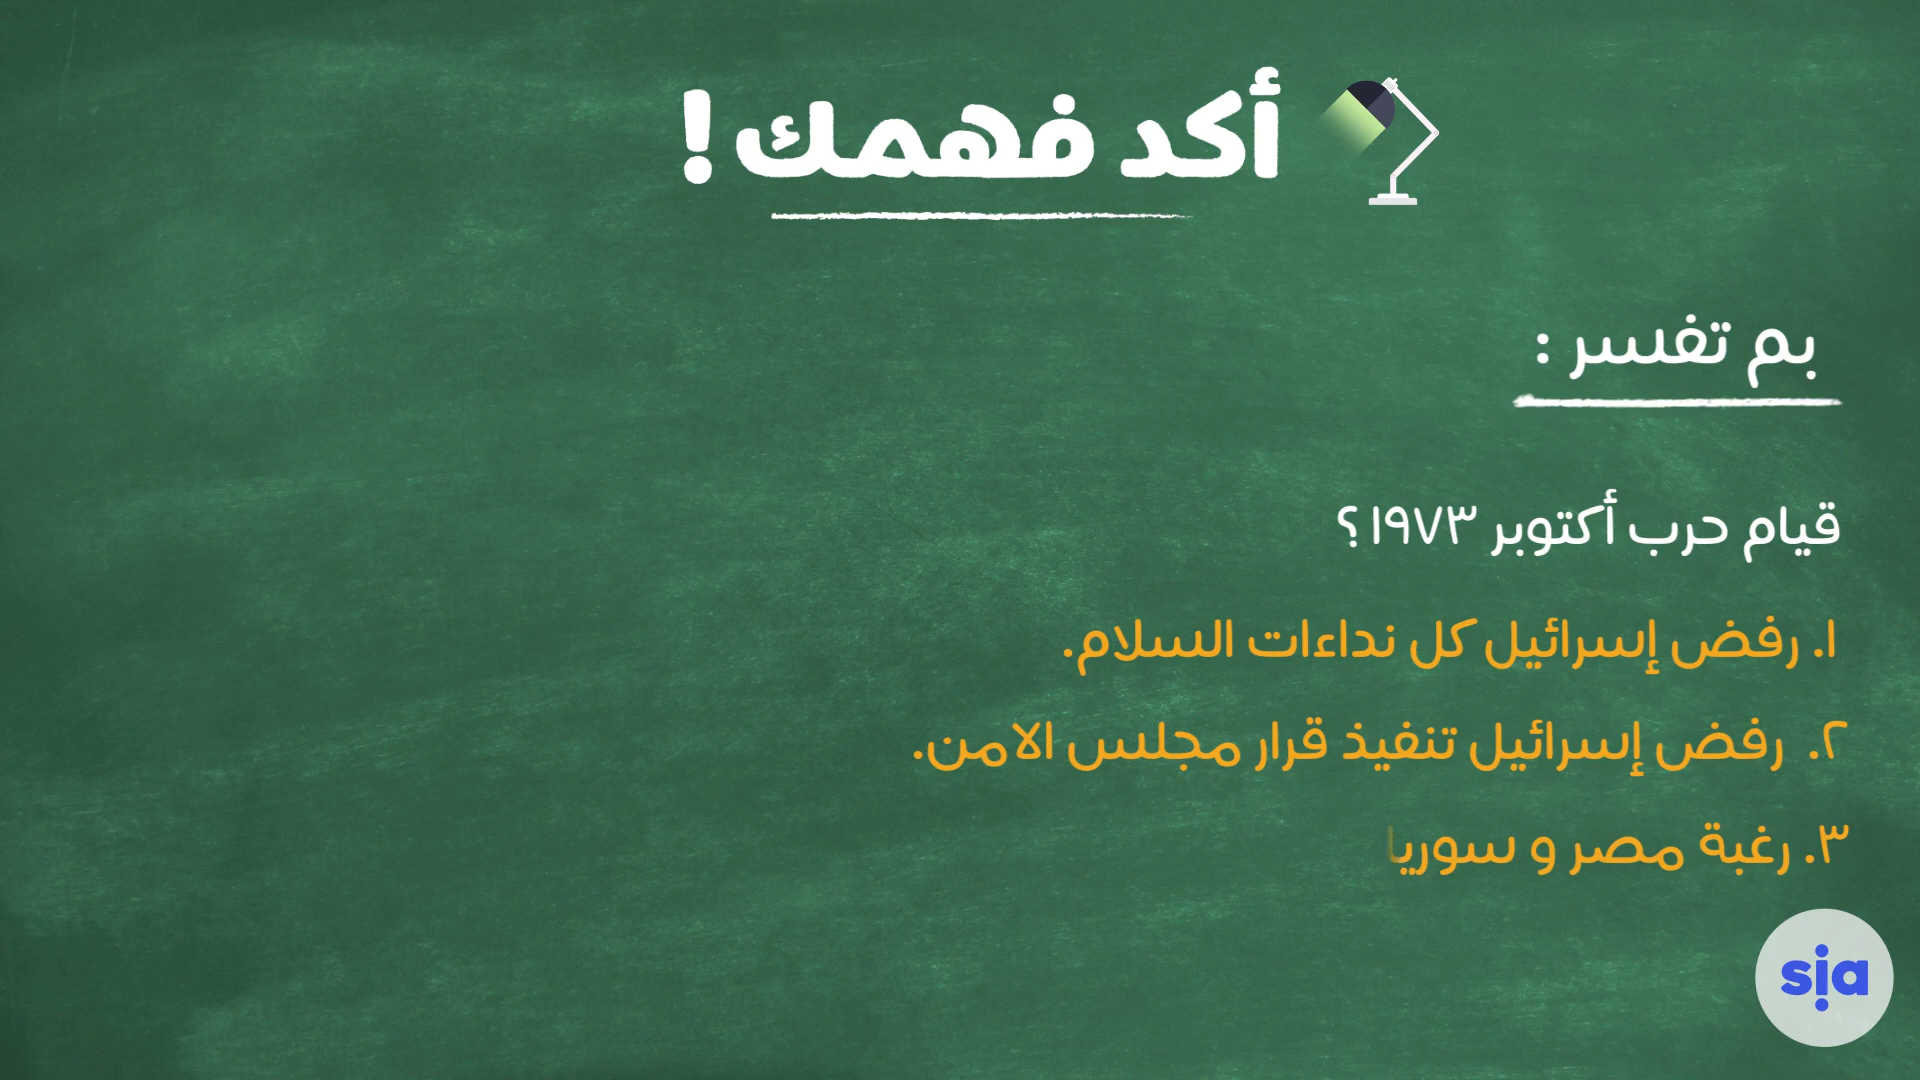 أكد فهمك!
بم تفسر :
قيام حرب أكتوبر ١٩٧٣ ؟
١. رفض إسرائيل كل نداءات السلام.
٢. رفض إسرائيل تنفيذ قرار مجلس الامن.
٣. رغبة مصر و سوريا
sia